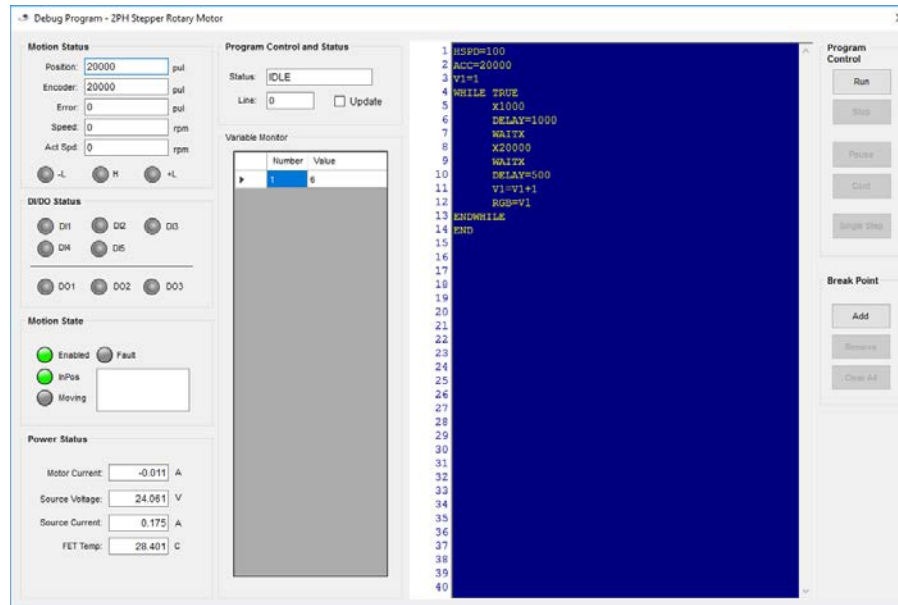 Debug Program - 2PH Stepper Rotary Motor
Motion Status
Position: 20000 pul
Encoder: 20000 pul
Error: 0 pul
Speed: 0 rpm
Act Spd: 0 rpm
-L H +L
DI/DO Status
DI1 DI2 DI3
DI4 DI5
DO1 DO2 DO3
Motion State
Enabled Fault
InPos
Moving
Power Status
Motor Current: -0.011 A
Source Voltage: 24.061 V
Source Current: 0.175 A
FET Temp: 28.401 C
Program Control and Status
Status: IDLE
Line: 0 Update
Variable Monitor
Number Value
1 6
1 HSPD=100
2 ACC=20000
3 V1=1
4 WHILE TRUE
5 X1000
6 DELAY=1000
7 WAITX
8 X20000
9 WAITX
10 DELAY=500
11 V1=V1+1
12 RGB=V1
13 ENDWHILE
14 END
15
16
17
18
19
20
21
22
23
24
25
26
27
28
29
30
31
32
33
34
35
36
37
38
39
40
Program
Control
Run
Stop
Pause
Cont
Single Step
Break Point
Add
Remove
Clear All